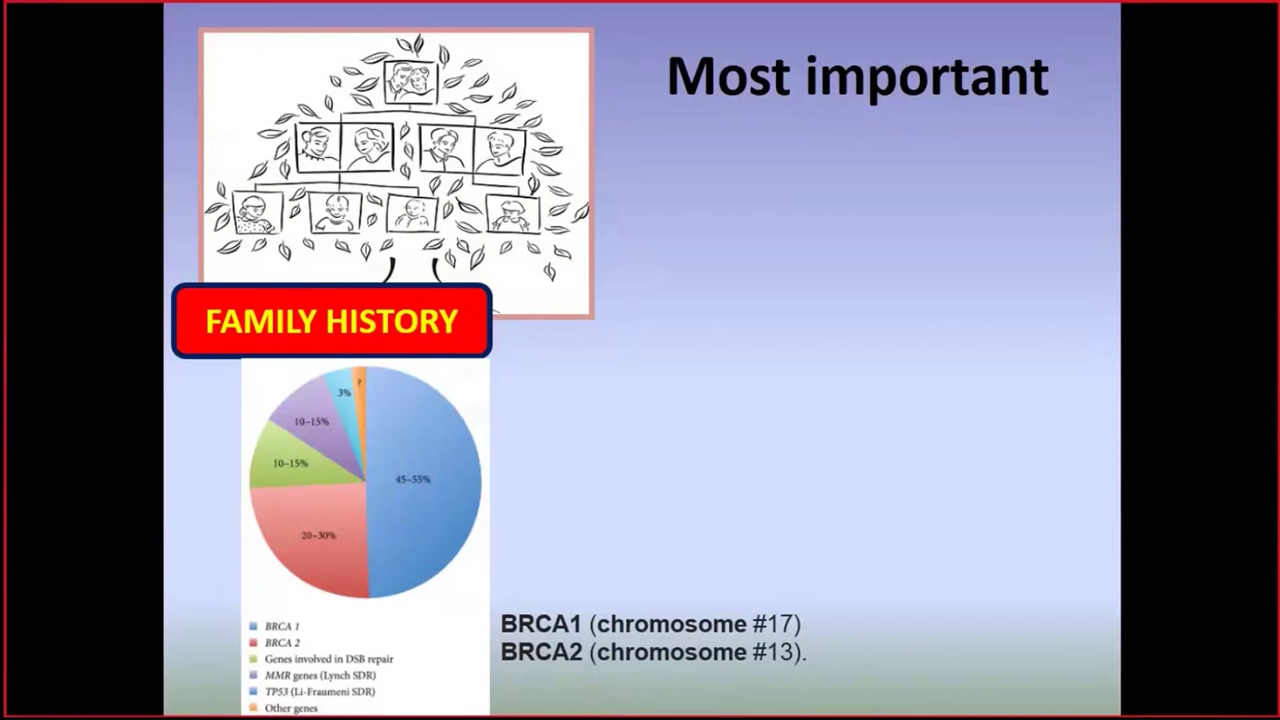 Most important
FAMILY HISTORY
3%
?
10–15%
10–15%
45–55%
20–30%
BRCA 1
BRCA 2
Genes involved in DSB repair
MMR genes (Lynch SDR)
TP53 (Li-Fraumeni SDR)
Other genes
BRCA1 (chromosome #17)
BRCA2 (chromosome #13).